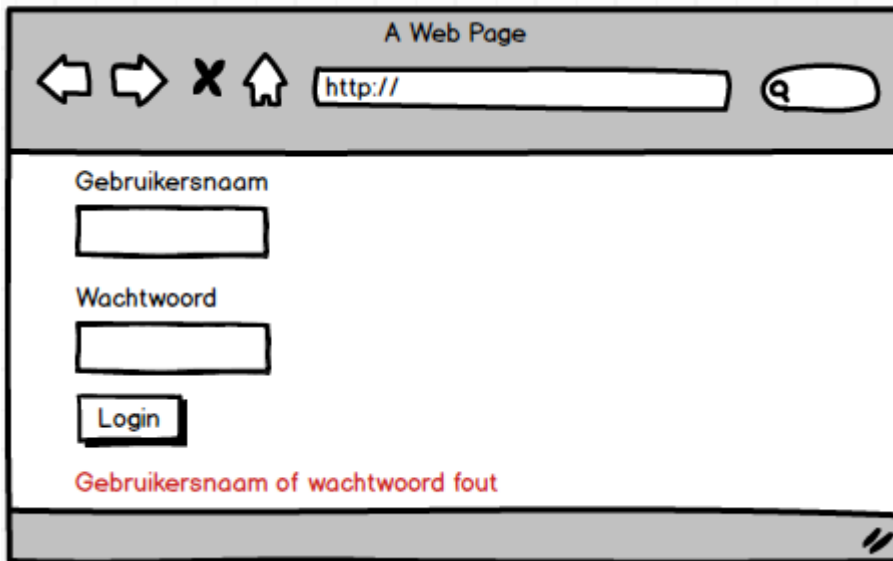 A Web Page
http://
Gebruikersnaam
Wachtwoord
Login
Gebruikersnaam of wachtwoord fout